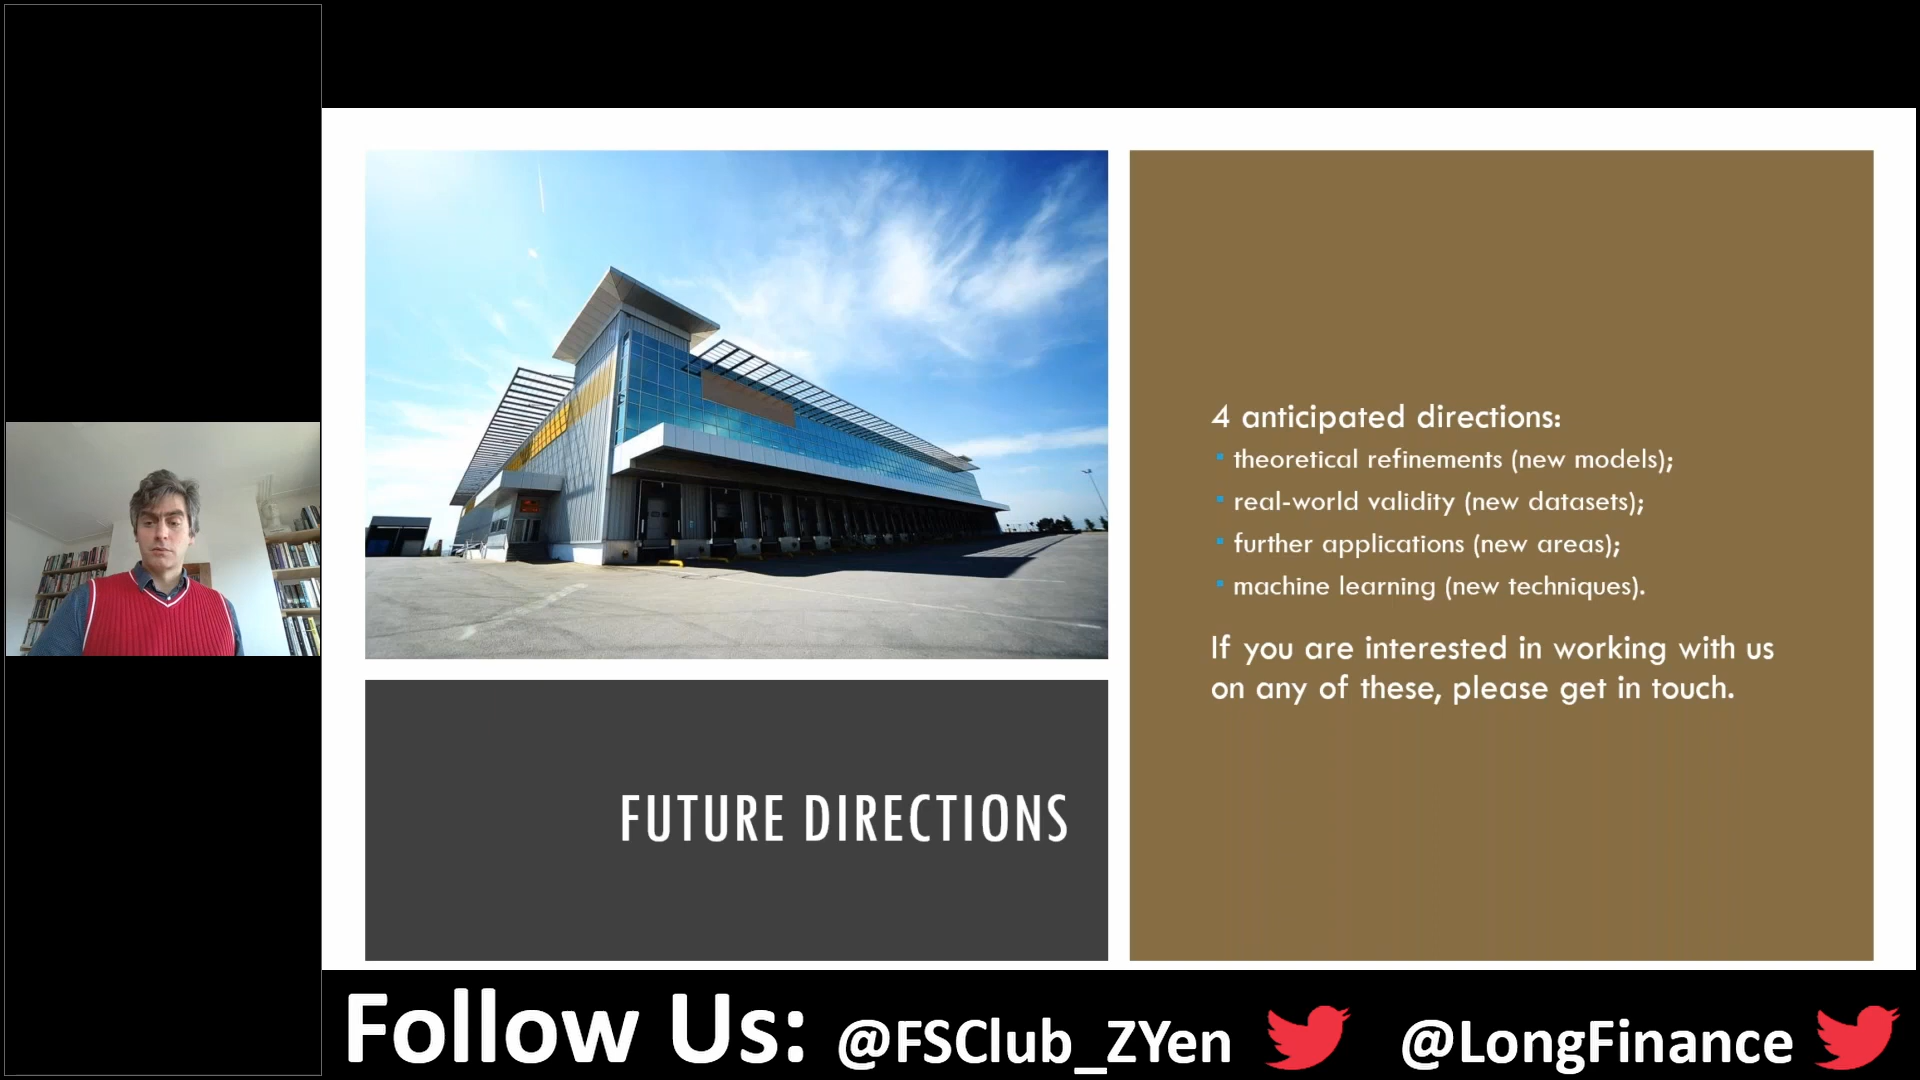 4 anticipated directions:
theoretical refinements (new models);
real-world validity (new datasets);
further applications (new areas);
machine learning (new techniques).
If you are interested in working with us
on any of these, please get in touch.
FUTURE DIRECTIONS
Follow Us: @FSClub_ZYen @LongFinance